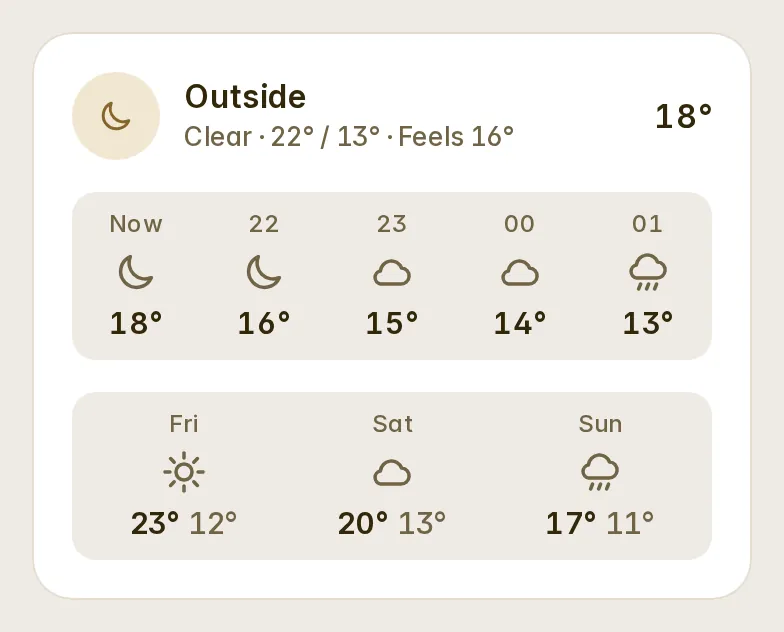 Outside
Clear · 22° / 13° · Feels 16°
18°
Now 22 23 00 01
18° 16° 15° 14° 13°
Fri Sat Sun
23° 12° 20° 13° 17° 11°